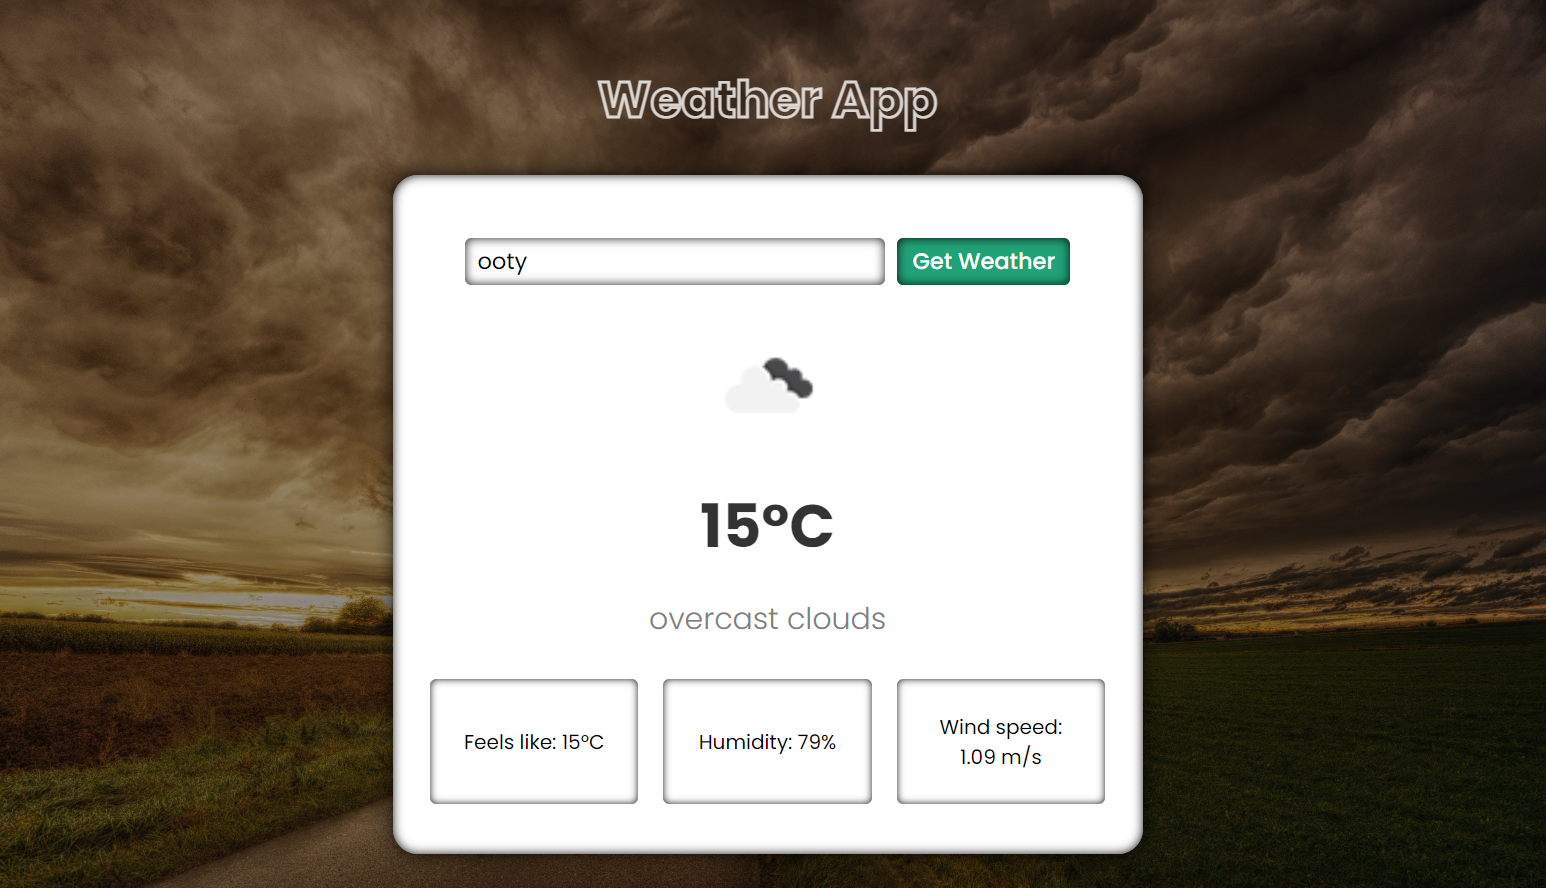 Weather App
ooty
Get Weather
15°C
overcast clouds
Feels like: 15°C
Humidity: 79%
Wind speed:
1.09 m/s